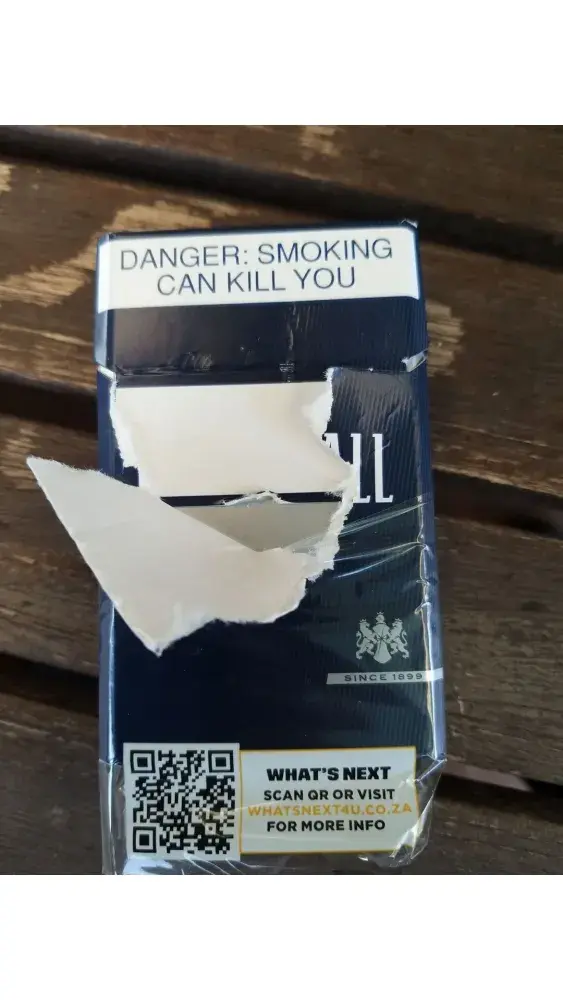 DANGER: SMOKING
CAN KILL YOU
ALL
SINCE 1899
WHAT'S NEXT
SCAN QR OR VISIT
WHATSNEXT4U.CO.ZA
FOR MORE INFO